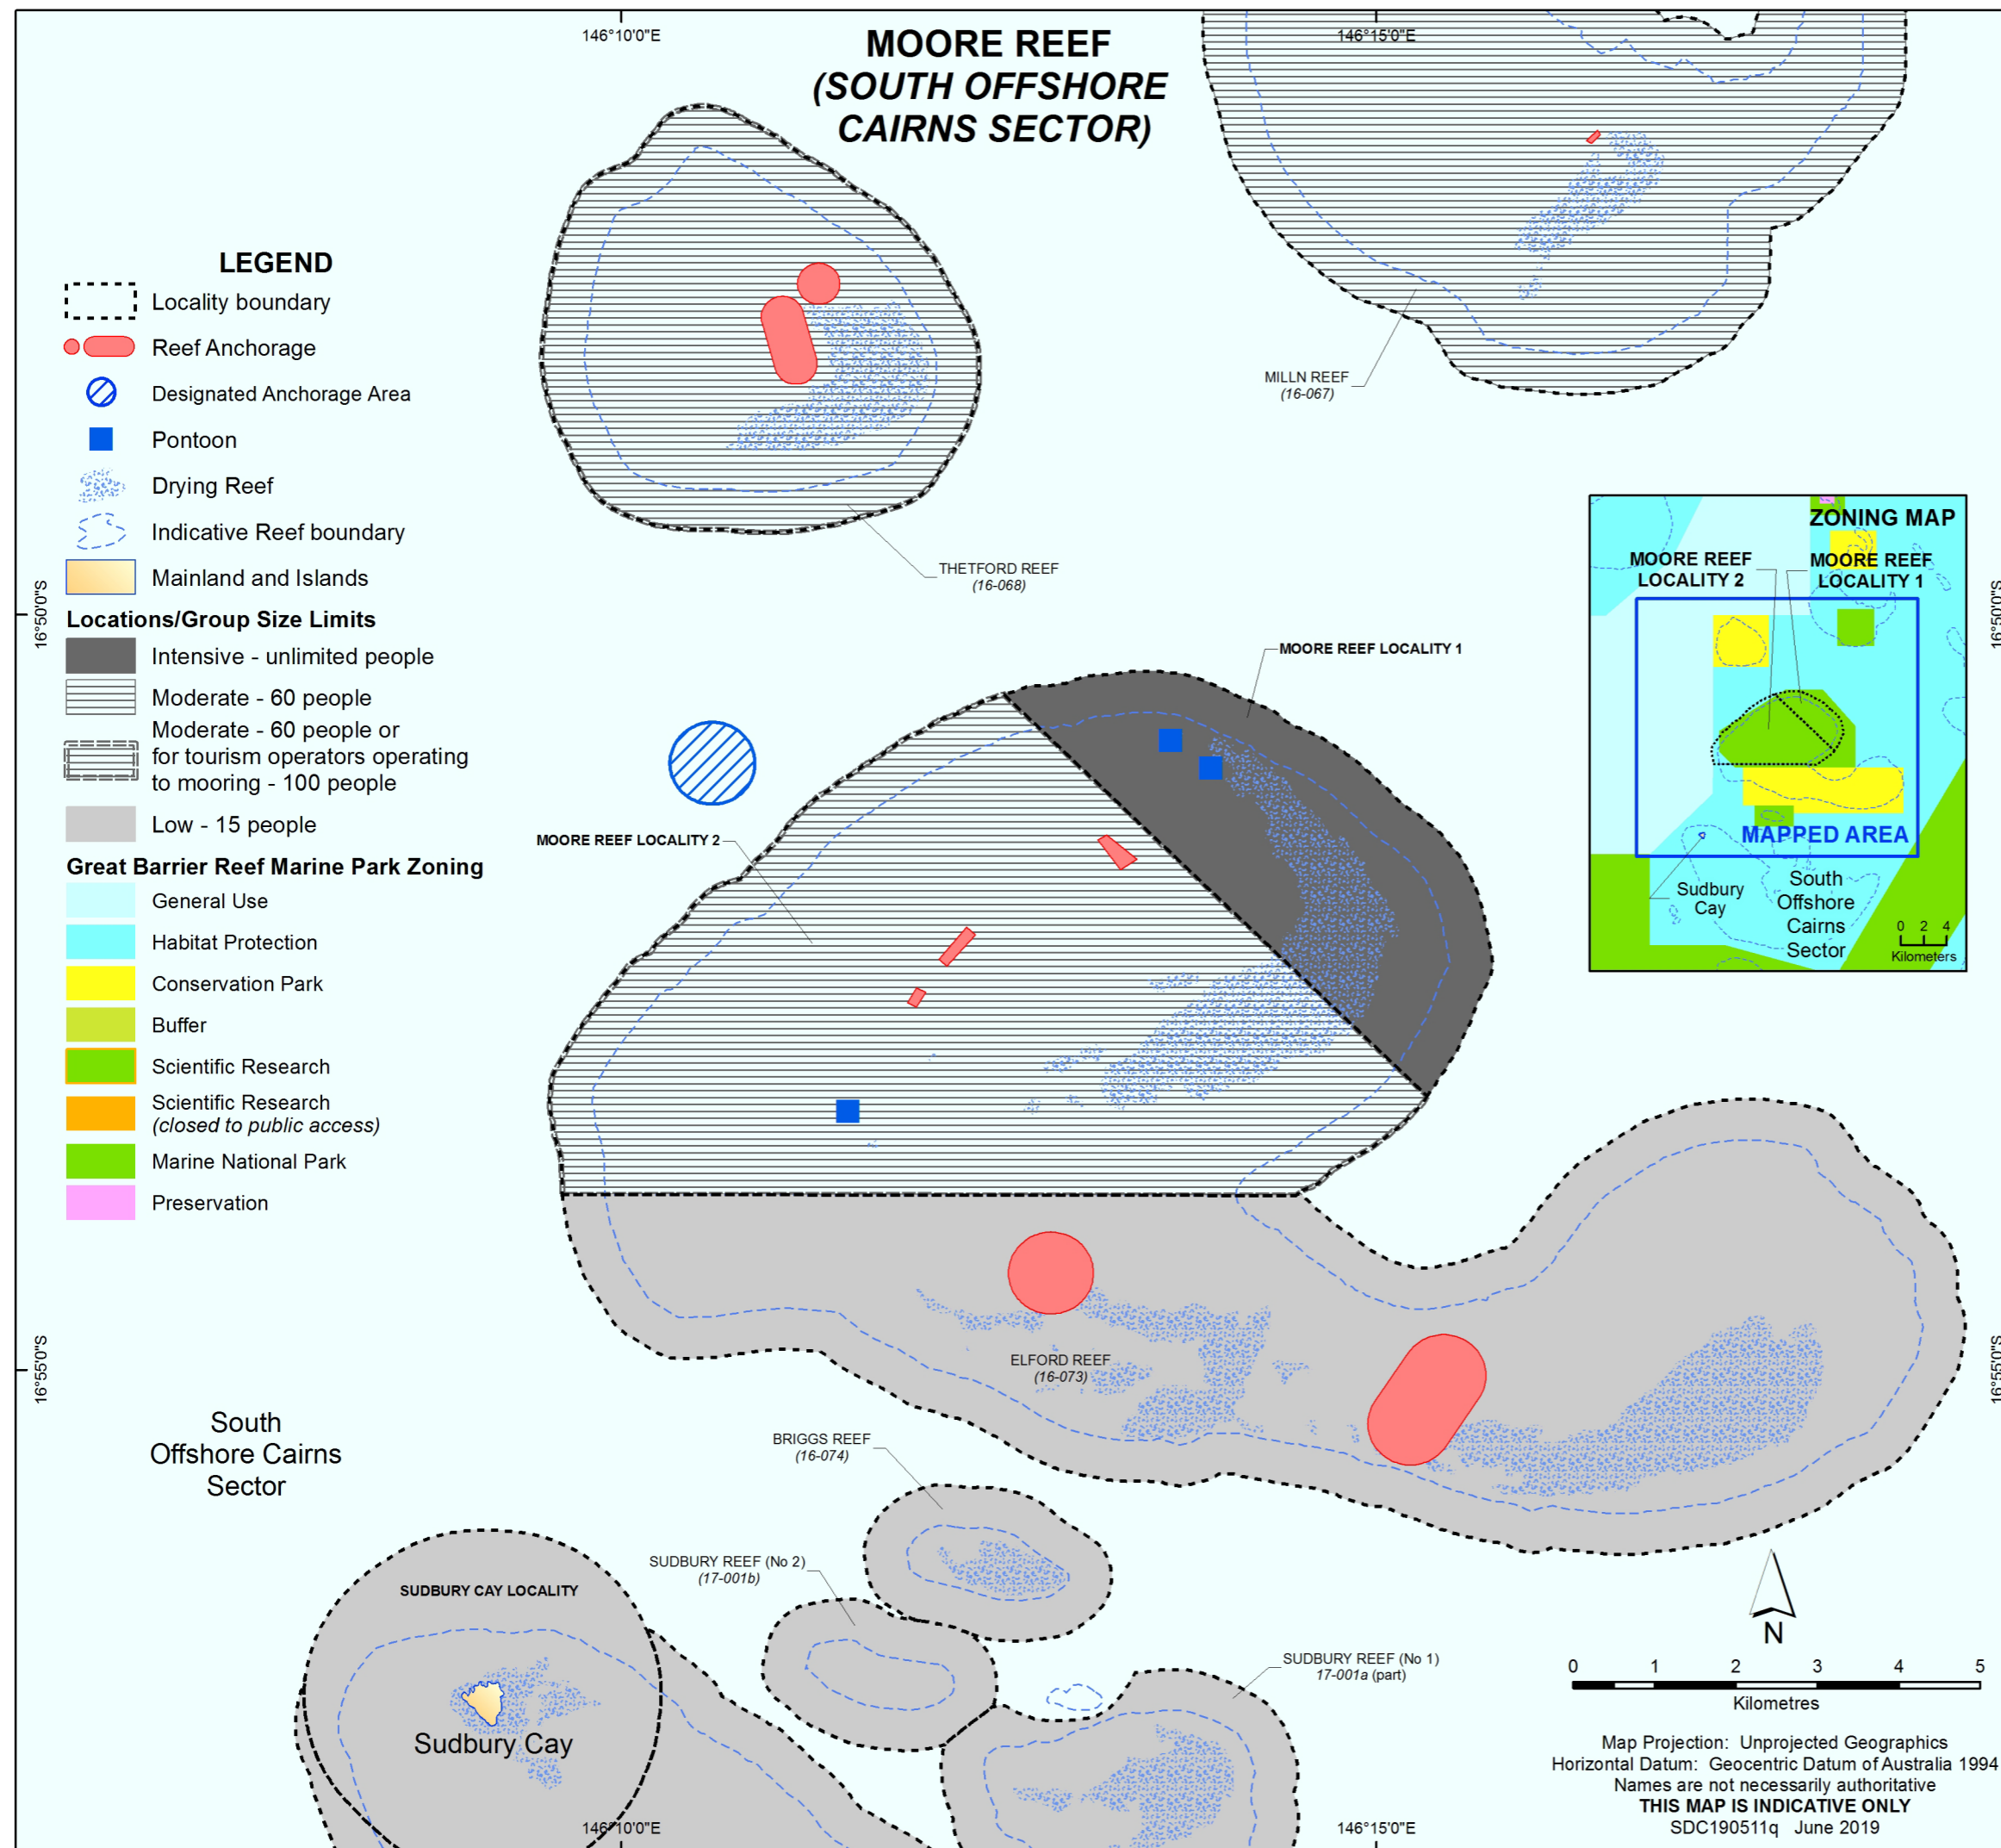 146°10'0"E
146°15'0"E
MOORE REEF
(SOUTH OFFSHORE
CAIRNS SECTOR)
LEGEND
Locality boundary
Reef Anchorage
Designated Anchorage Area
Pontoon
Drying Reef
Indicative Reef boundary
Mainland and Islands
Locations/Group Size Limits
Intensive - unlimited people
Moderate - 60 people
Moderate - 60 people or
for tourism operators operating
to mooring - 100 people
Low - 15 people
Great Barrier Reef Marine Park Zoning
General Use
Habitat Protection
Conservation Park
Buffer
Scientific Research
Scientific Research
(closed to public access)
Marine National Park
Preservation
MILLN REEF
(16-067)
THETFORD REEF
(16-068)
16°50'0"S
16°50'0"S
ZONING MAP
MOORE REEF
LOCALITY 2
MOORE REEF
LOCALITY 1
MAPPED AREA
Sudbury
Cay
South
Offshore
Cairns
Sector
0 2 4
Kilometers
MOORE REEF LOCALITY 1
MOORE REEF LOCALITY 2
16°55'0"S
16°55'0"S
ELFORD REEF
(16-073)
South
Offshore Cairns
Sector
BRIGGS REEF
(16-074)
SUDBURY REEF (No 2)
(17-001b)
SUDBURY CAY LOCALITY
Sudbury Cay
SUDBURY REEF (No 1)
17-001a (part)
N
0 1 2 3 4 5
Kilometres
Map Projection: Unprojected Geographics
Horizontal Datum: Geocentric Datum of Australia 1994
Names are not necessarily authoritative
THIS MAP IS INDICATIVE ONLY
SDC190511q June 2019
146°10'0"E
146°15'0"E